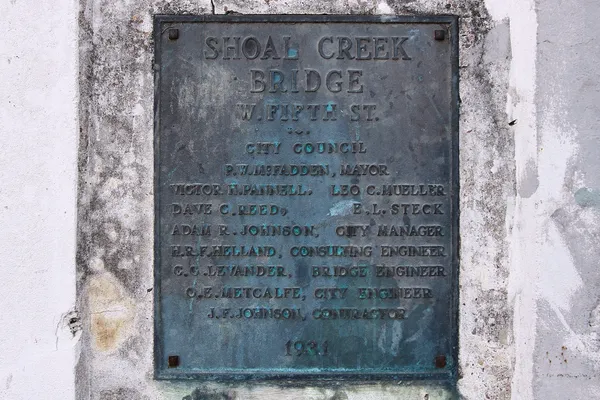 SHOAL CREEK
BRIDGE
W. FIFTH ST.
CITY COUNCIL
P.W. McFADDEN, MAYOR
VICTOR H. PANNELL. LEO C. MUELLER
DAVE C. REED. E.L. STECK
ADAM R. JOHNSON, CITY MANAGER
H.R.F. HELLAND, CONSULTING ENGINEER
C.G. LEVANDER, BRIDGE ENGINEER
O.E. METCALFE, CITY ENGINEER
J.F. JOHNSON, CONTRACTOR
1931